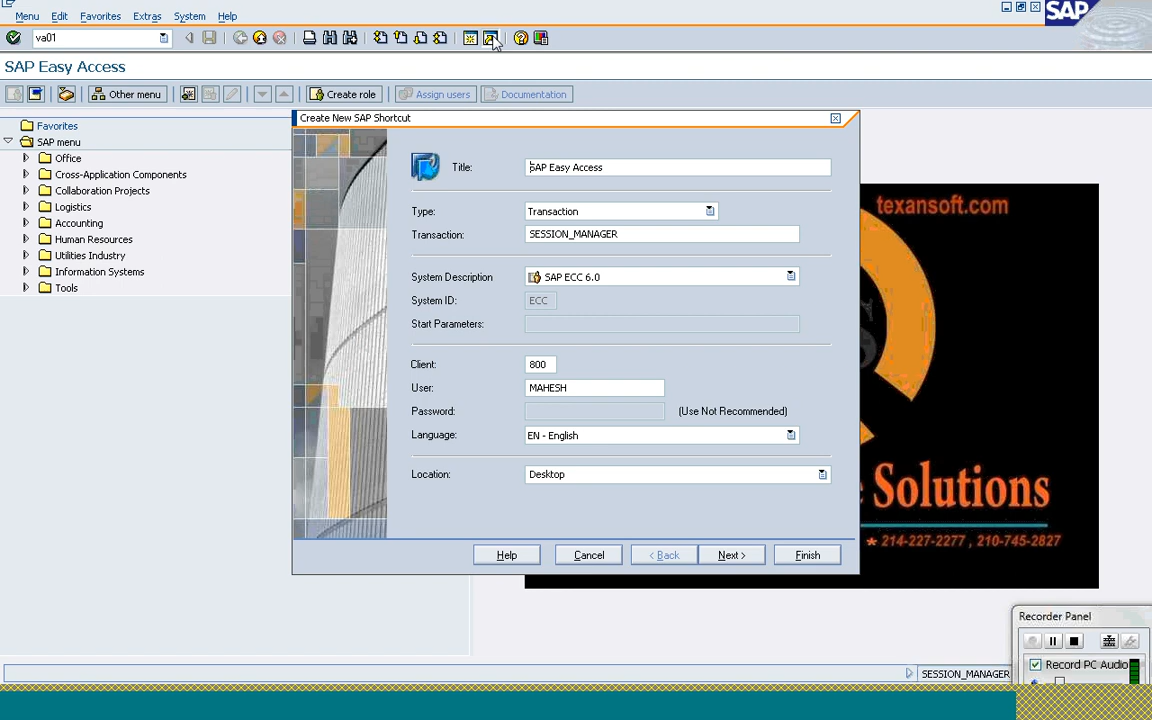 Menu Edit Favorites Extras System Help
SAP
va01
SAP Easy Access
Other menu Create role Assign users Documentation
Favorites
SAP menu
Office
Cross-Application Components
Collaboration Projects
Logistics
Accounting
Human Resources
Utilities Industry
Information Systems
Tools
Create New SAP Shortcut
Title: SAP Easy Access
Type: Transaction
Transaction: SESSION_MANAGER
System Description SAP ECC 6.0
System ID: ECC
Start Parameters:
Client: 800
User: MAHESH
Password: (Use Not Recommended)
Language: EN - English
Location: Desktop
Help Cancel < Back Next > Finish
texansoft.com
Solutions
* 214-227-2277 , 210-745-2827
Recorder Panel
Record PC Audio
SESSION_MANAGER